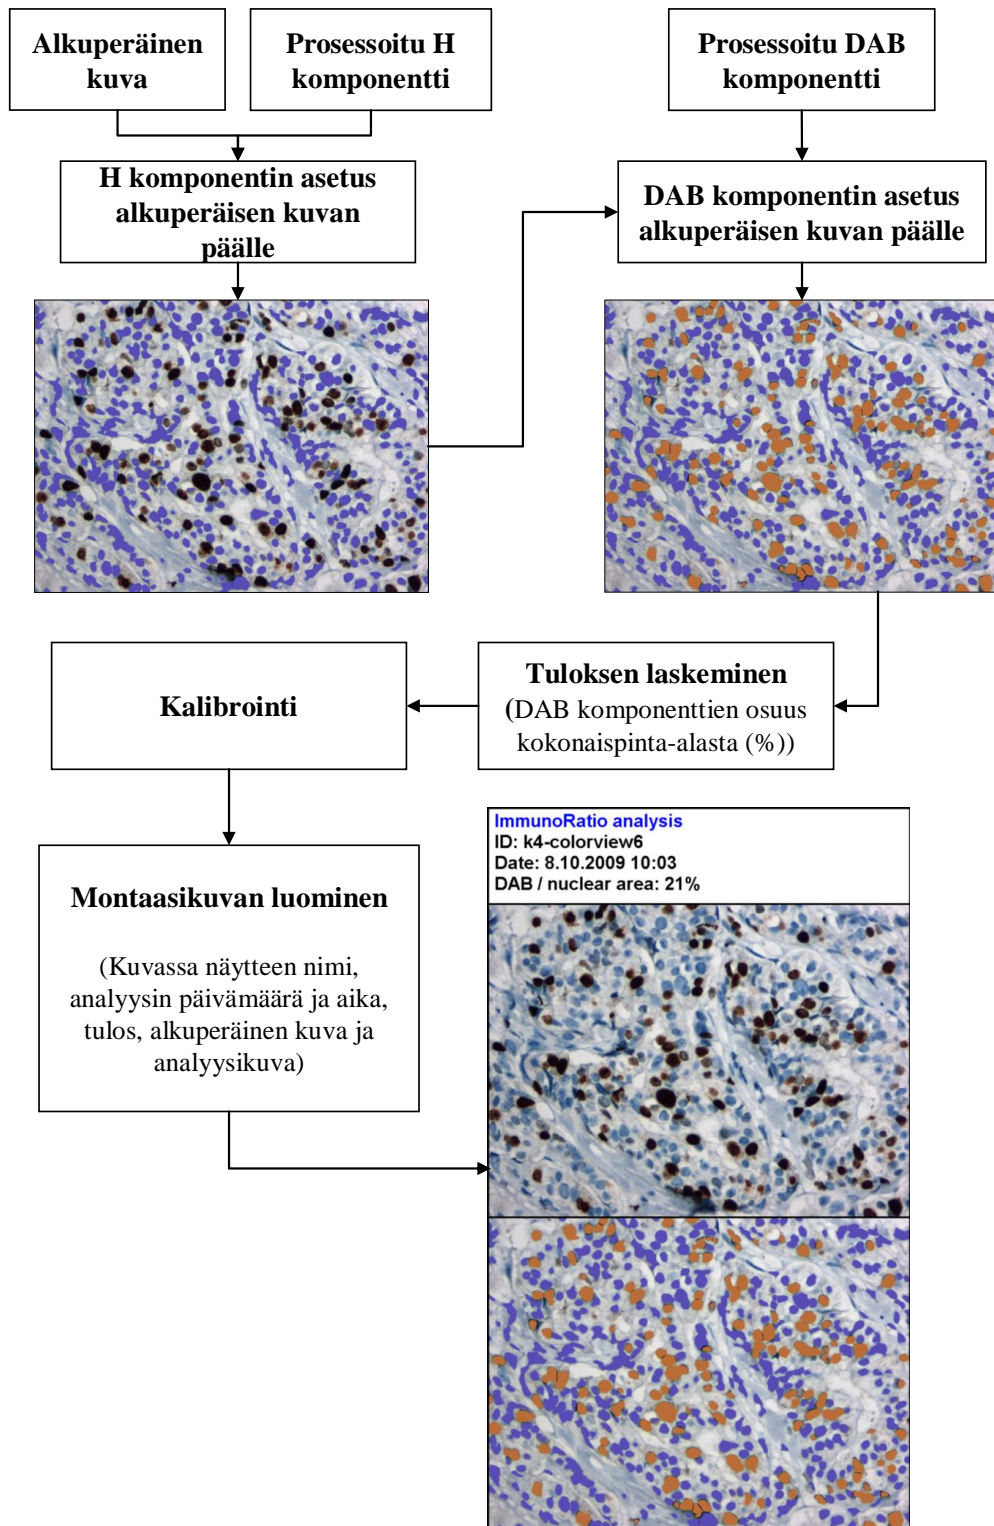 Alkuperäinen
kuva
Prosessoitu H
komponentti
Prosessoitu DAB
komponentti
H komponentin asetus
alkuperäisen kuvan
päälle
DAB komponentin asetus
alkuperäisen kuvan päälle
Kalibrointi
Tuloksen laskeminen
(DAB komponenttien osuus
kokonaispinta-alasta (%))
Montaasikuvan luominen
(Kuvassa näytteen nimi,
analyysin päivämäärä ja aika,
tulos, alkuperäinen kuva ja
analyysikuva)
ImmunoRatio analysis
ID: k4-colorview6
Date: 8.10.2009 10:03
DAB / nuclear area: 21%